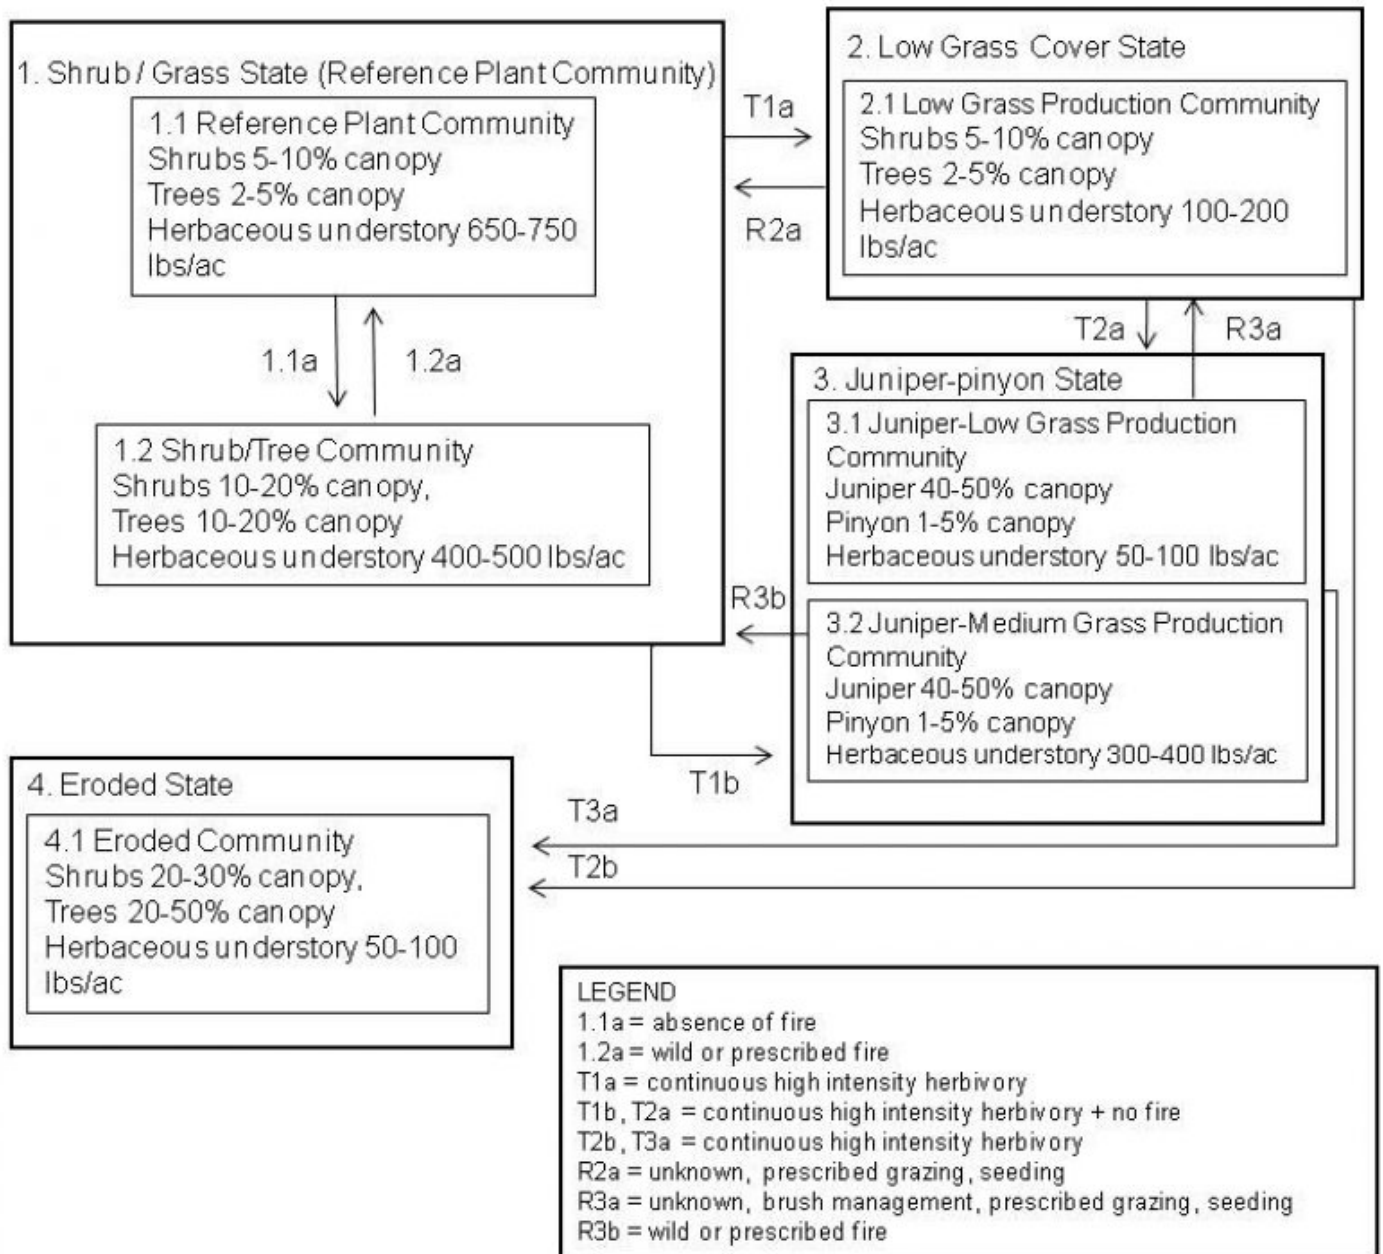 1. Shrub / Grass State (Reference Plant Community)
1.1 Reference Plant Community
Shrubs 5-10% canopy
Trees 2-5% canopy
Herbaceous understory 650-750
lbs/ac
1.1a
1.2a
1.2 Shrub/Tree Community
Shrubs 10-20% canopy,
Trees 10-20% canopy
Herbaceous understory 400-500 lbs/ac
T1a
R2a
2. Low Grass Cover State
2.1 Low Grass Production Community
Shrubs 5-10% canopy
Trees 2-5% canopy
Herbaceous understory 100-200
lbs/ac
T2a
R3a
3. Juniper-pinyon State
3.1 Juniper-Low Grass Production
Community
Juniper 40-50% canopy
Pinyon 1-5% canopy
Herbaceous understory 50-100 lbs/ac
R3b
3.2 Juniper-Medium Grass Production
Community
Juniper 40-50% canopy
Pinyon 1-5% canopy
Herbaceous understory 300-400 lbs/ac
T1b
T3a
T2b
4. Eroded State
4.1 Eroded Community
Shrubs 20-30% canopy,
Trees 20-50% canopy
Herbaceous understory 50-100
lbs/ac
LEGEND
1.1a = absence of fire
1.2a = wild or prescribed fire
T1a = continuous high intensity herbivory
T1b, T2a = continuous high intensity herbivory + no fire
T2b, T3a = continuous high intensity herbivory
R2a = unknown, prescribed grazing, seeding
R3a = unknown, brush management, prescribed grazing, seeding
R3b = wild or prescribed fire